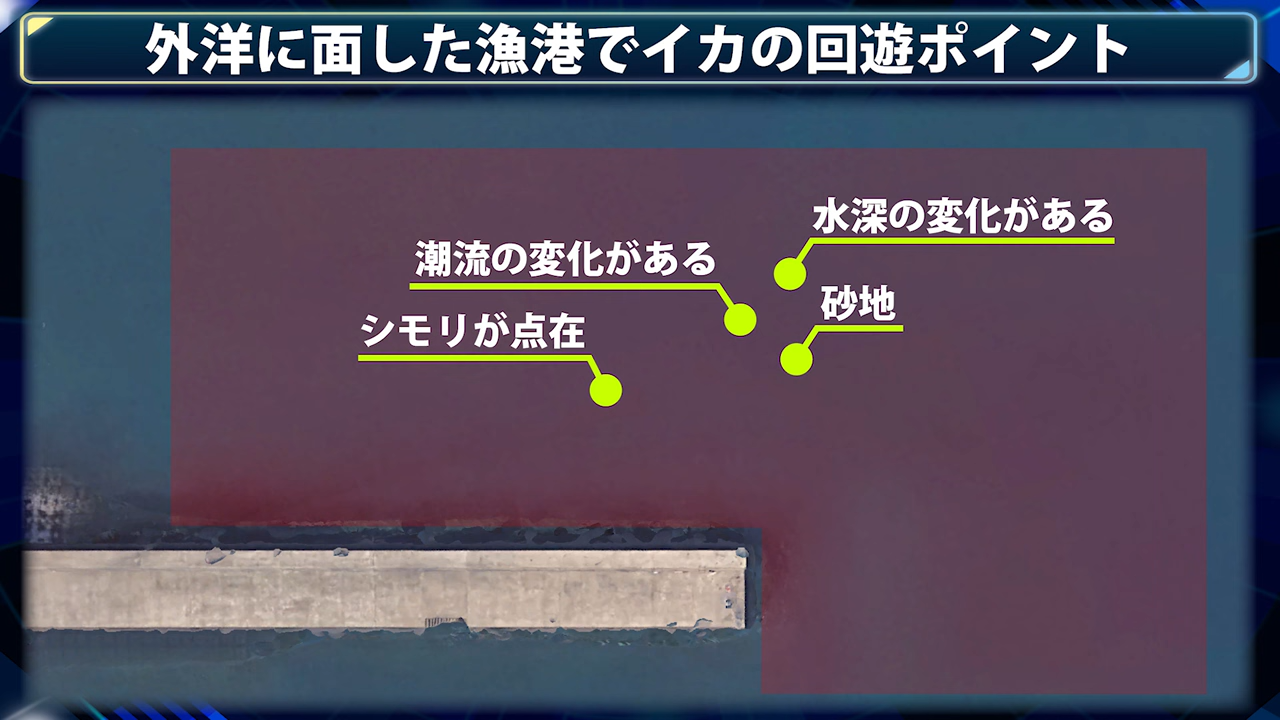 外洋に面した漁港でイカの回遊ポイント
水深の変化がある
潮流の変化がある
砂地
シモリが点在